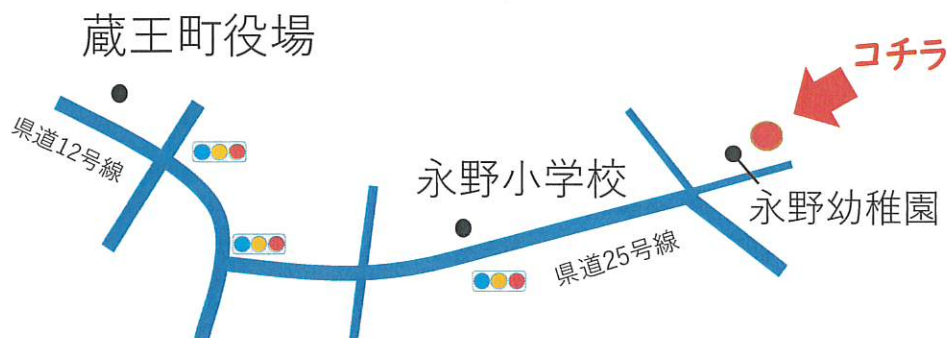 蔵王町役場
コチラ
県道12号線
永野小学校
永野幼稚園
県道25号線